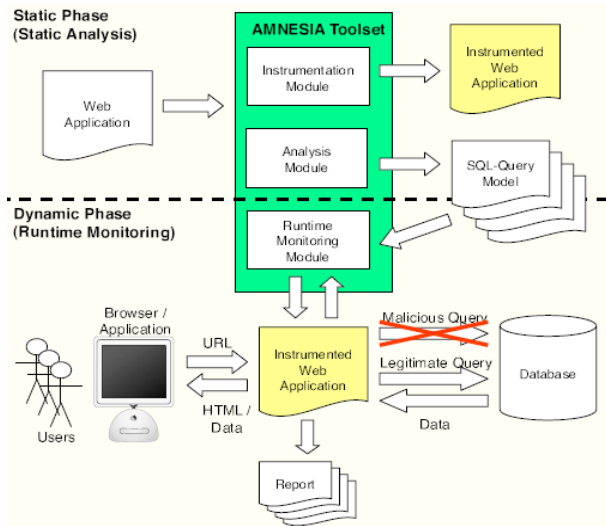 Static Phase
(Static Analysis)
AMNESIA Toolset
Instrumentation
Module
Instrumented
Web
Application
Web
Application
Analysis
Module
SQL-Query
Model
Dynamic Phase
(Runtime Monitoring)
Runtime
Monitoring
Module
Browser /
Application
URL
Instrumented
Web
Application
HTML /
Data
Users
Malicious Query
Legitimate Query
Data
Database
Report